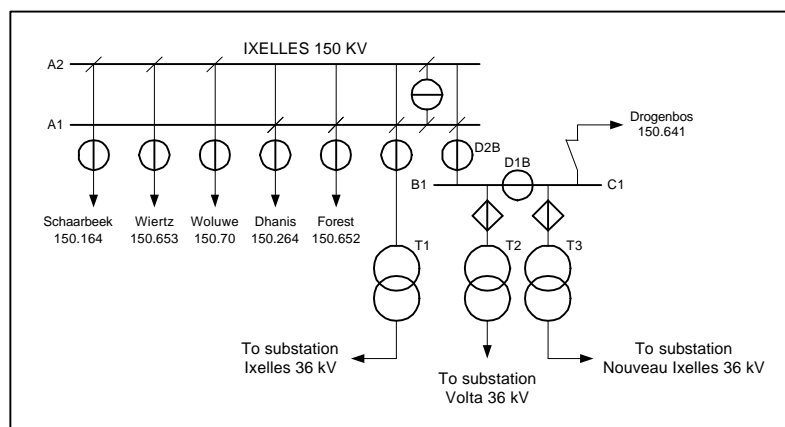 IXELLES 150 KV
A2
A1
Drogenbos
150.641
D2B
D1B
B1
C1
Schaarbeek
150.164
Wiertz
150.653
Woluwe
150.70
Dhanis
150.264
Forest
150.652
T1
T2
T3
To substation
Ixelles 36 kV
To substation
Volta 36 kV
To substation
Nouveau Ixelles 36 kV